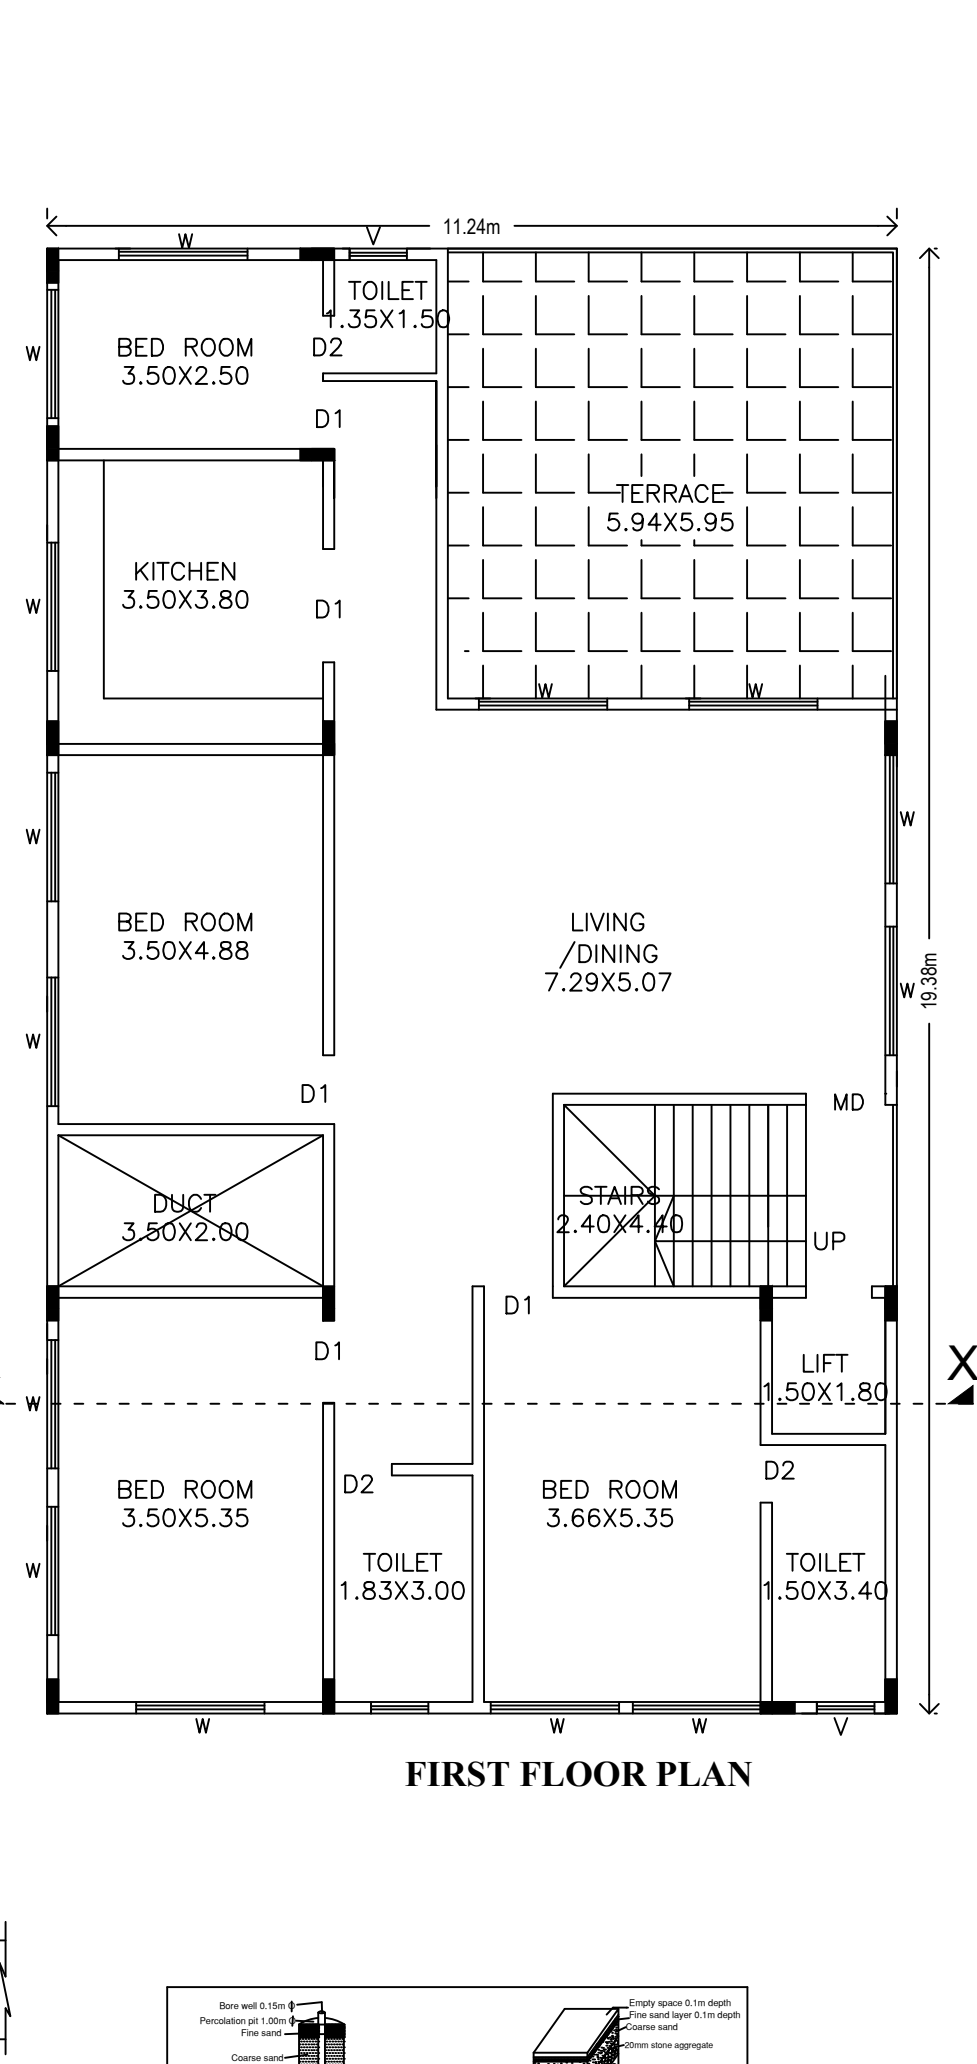 11.24m
W
V
TOILET
1.35X1.50
W
BED ROOM
3.50X2.50
D2
D1
TERRACE
5.94X5.95
KITCHEN
3.50X3.80
W
D1
W
W
W
W
BED ROOM
3.50X4.88
LIVING
/DINING
7.29X5.07
19.38m
W
W
D1
MD
DUCT
3.50X2.00
STAIRS
2.40X4.40
UP
D1
D1
LIFT
1.50X1.80
X
W
D2
D2
BED ROOM
3.50X5.35
BED ROOM
3.66X5.35
W
TOILET
1.83X3.00
TOILET
1.50X3.40
W
W
W
V
FIRST FLOOR PLAN
Bore well 0.15m ϕ
Percolation pit 1.00m ϕ
Fine sand
Coarse sand
Empty space 0.1m depth
Fine sand layer 0.1m depth
Coarse sand
20mm stone aggregate